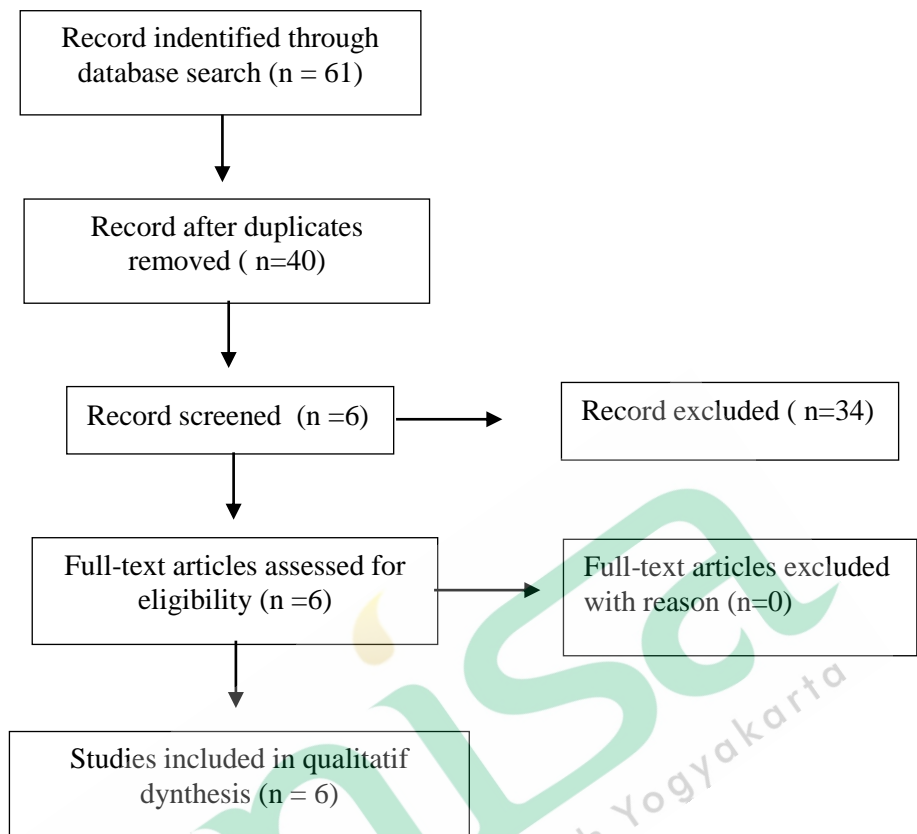 Record indentified through
database search (n = 61)
Record after duplicates
removed ( n=40)
Record screened (n =6)
Record excluded ( n=34)
Full-text articles assessed for
eligibility (n =6)
Full-text articles excluded
with reason (n=0)
Studies included in qualitatif
dynthesis (n = 6)
nisa
h Yogyakarta